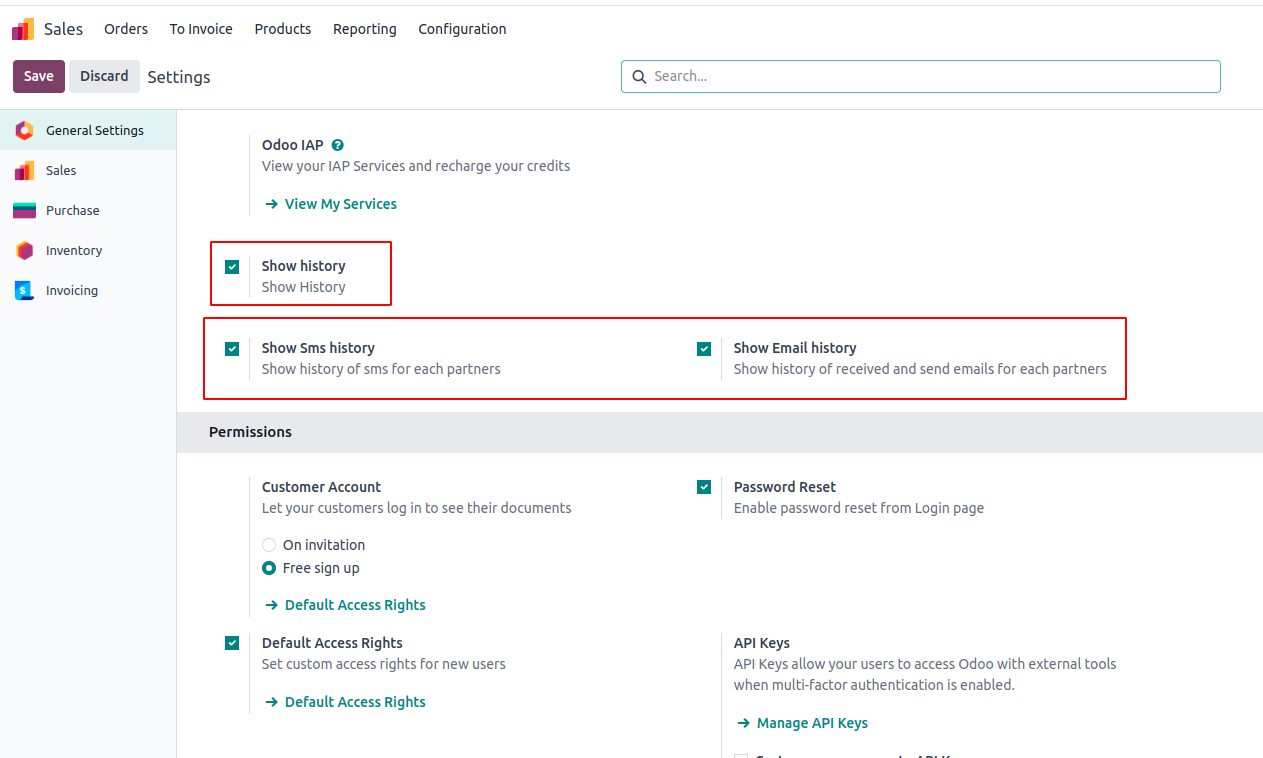 Sales Orders To Invoice Products Reporting Configuration
Save Discard Settings Search...
General Settings
Sales
Purchase
Inventory
Invoicing
Odoo IAP ?
View your IAP Services and recharge your credits
→ View My Services
Show history
Show History
Show Sms history
Show history of sms for each partners
Show Email history
Show history of received and send emails for each partners
Permissions
Customer Account
Let your customers log in to see their documents
On invitation
Free sign up
→ Default Access Rights
Password Reset
Enable password reset from Login page
Default Access Rights
Set custom access rights for new users
→ Default Access Rights
API Keys
API Keys allow your users to access Odoo with external tools
when multi-factor authentication is enabled.
→ Manage API Keys